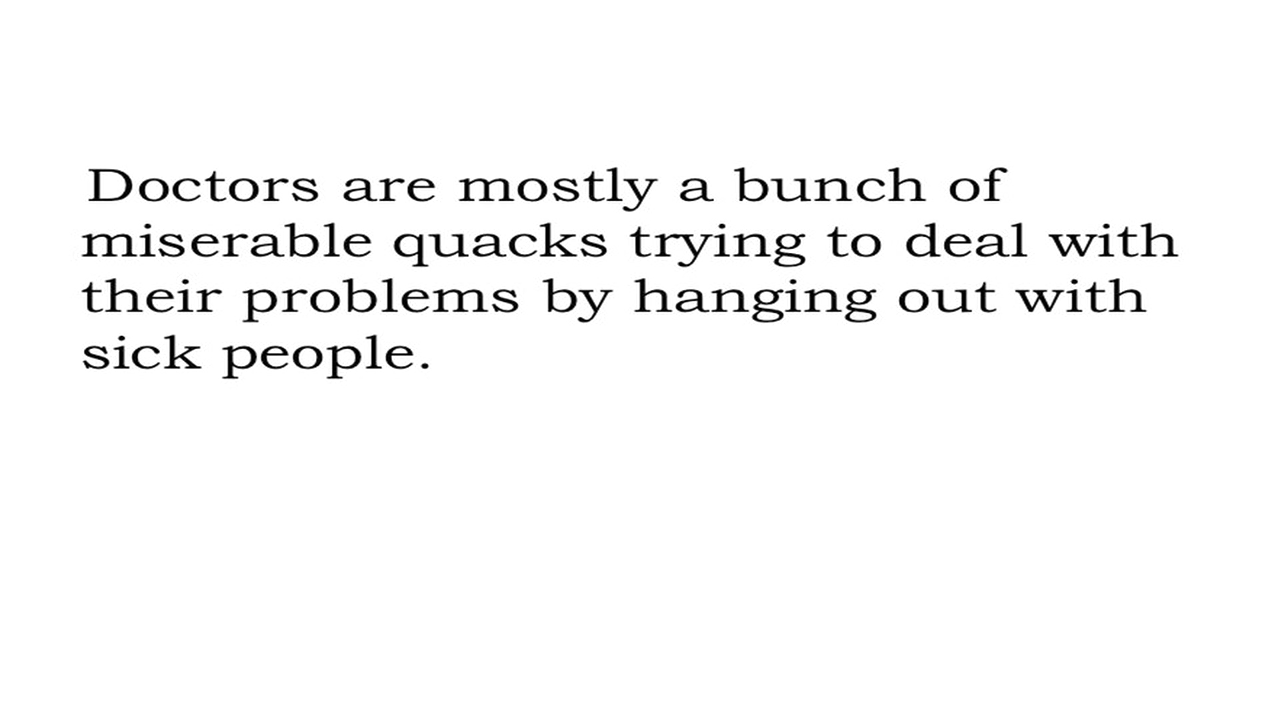 Doctors are mostly a bunch of
miserable quacks trying to deal with
their problems by hanging out with
sick people.